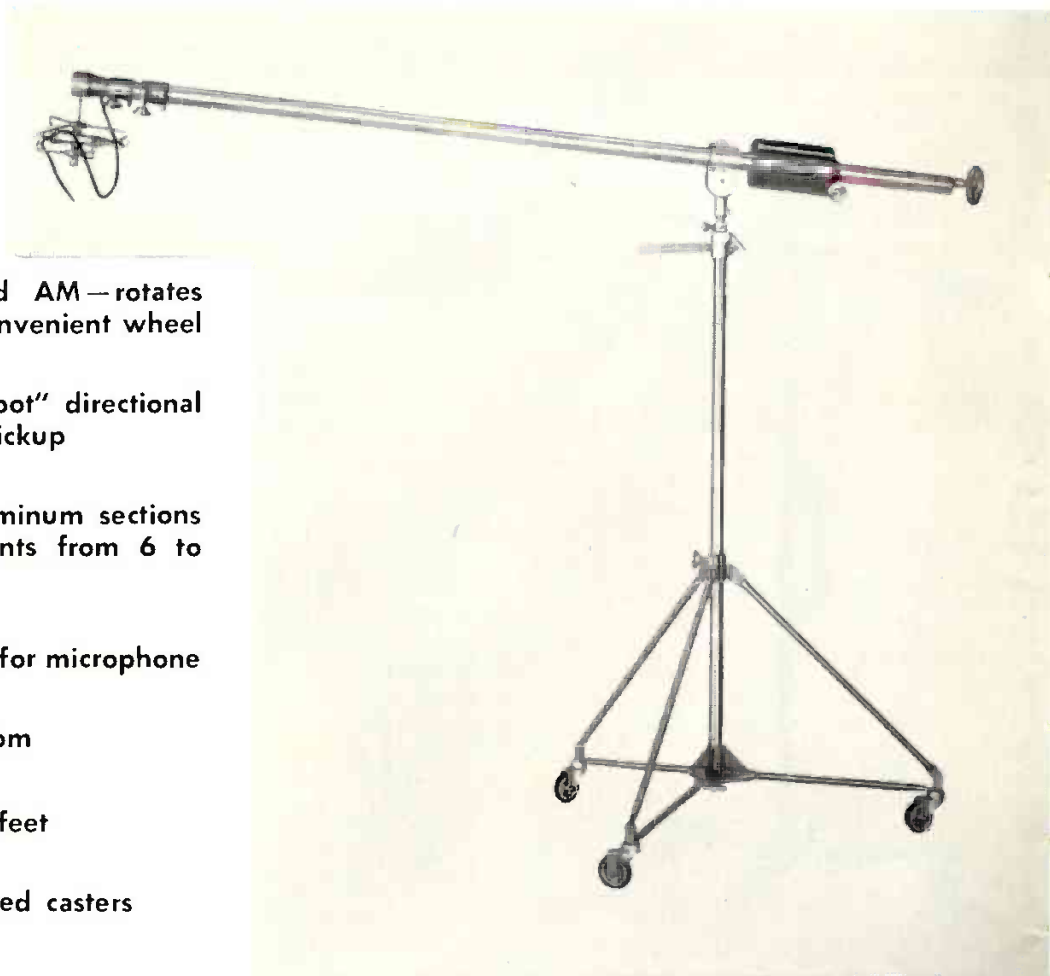 d AM — rotates
nvenient wheel
oot" directional
ickup
minum sections
nts from 6 to
for microphone
om
feet
ed casters